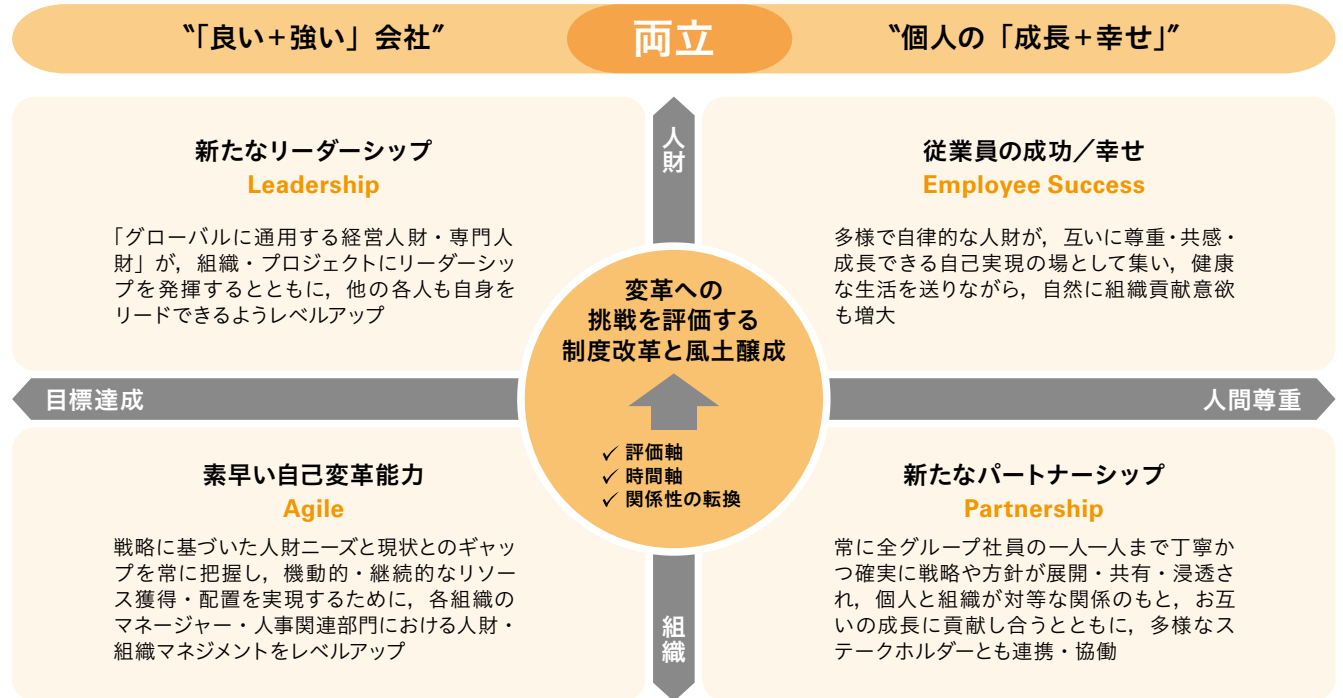 〝「良い+強い」会社〟
両立
〝個人の「成長+幸せ」〟
人財
新たなリーダーシップ
Leadership
「グローバルに通用する経営人財・専門人
財」が，組織・プロジェクトにリーダーシッ
プを発揮するとともに，他の各人も自身を
リードできるようレベルアップ
従業員の成功／幸せ
Employee Success
多様で自律的な人財が，互いに尊重・共感・
成長できる自己実現の場として集い，健康
な生活を送りながら，自然に組織貢献意欲
も増大
変革への
挑戦を評価する
制度改革と風土醸成
✓ 評価軸
✓ 時間軸
✓ 関係性の転換
目標達成
人間尊重
素早い自己変革能力
Agile
戦略に基づいた人財ニーズと現状とのギャッ
プを常に把握し，機動的・継続的なリソー
ス獲得・配置を実現するために，各組織の
マネージャー・人事関連部門における人財・
組織マネジメントをレベルアップ
新たなパートナーシップ
Partnership
常に全グループ社員の一人一人まで丁寧か
つ確実に戦略や方針が展開・共有・浸透さ
れ，個人と組織が対等な関係のもと，お互
いの成長に貢献し合うとともに，多様なス
テークホルダーとも連携・協働
組織